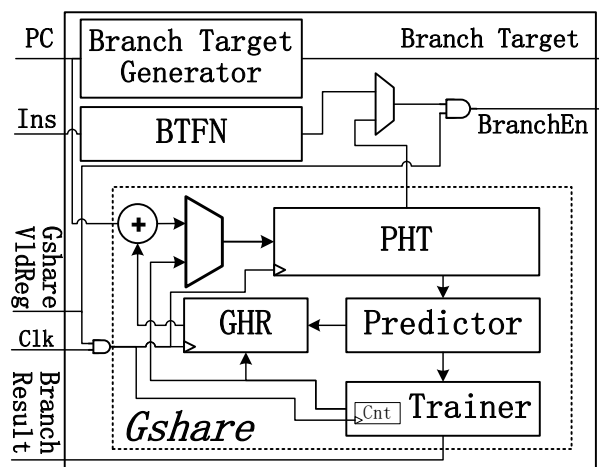 PC
Branch Target
Generator
Branch Target
Ins
BTFN
BranchEn
+
PHT
Gshare
VldReg
GHR
Predictor
Clk
Branch
Result
Cnt
Trainer
Gshare